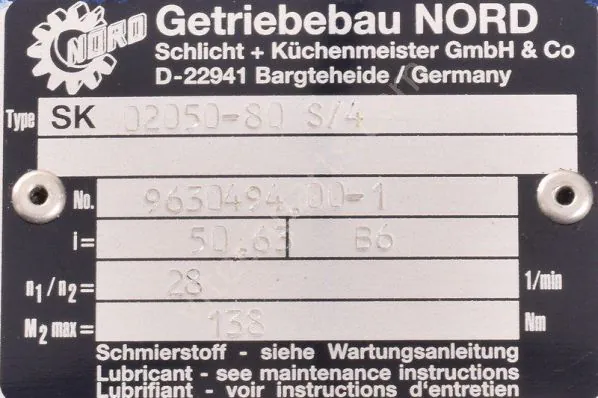 NORD
Getriebebau NORD
Schlicht + Küchenmeister GmbH & Co
D-22941 Bargteheide / Germany
Type SK 02050-80 S/4
No. 9630494.00-1
i= 50.63 B6
n1/n2= 28 1/min
M2 max= 138 Nm
Schmierstoff - siehe Wartungsanleitung
Lubricant - see maintenance instructions
Lubrifiant - voir instructions d'entretien